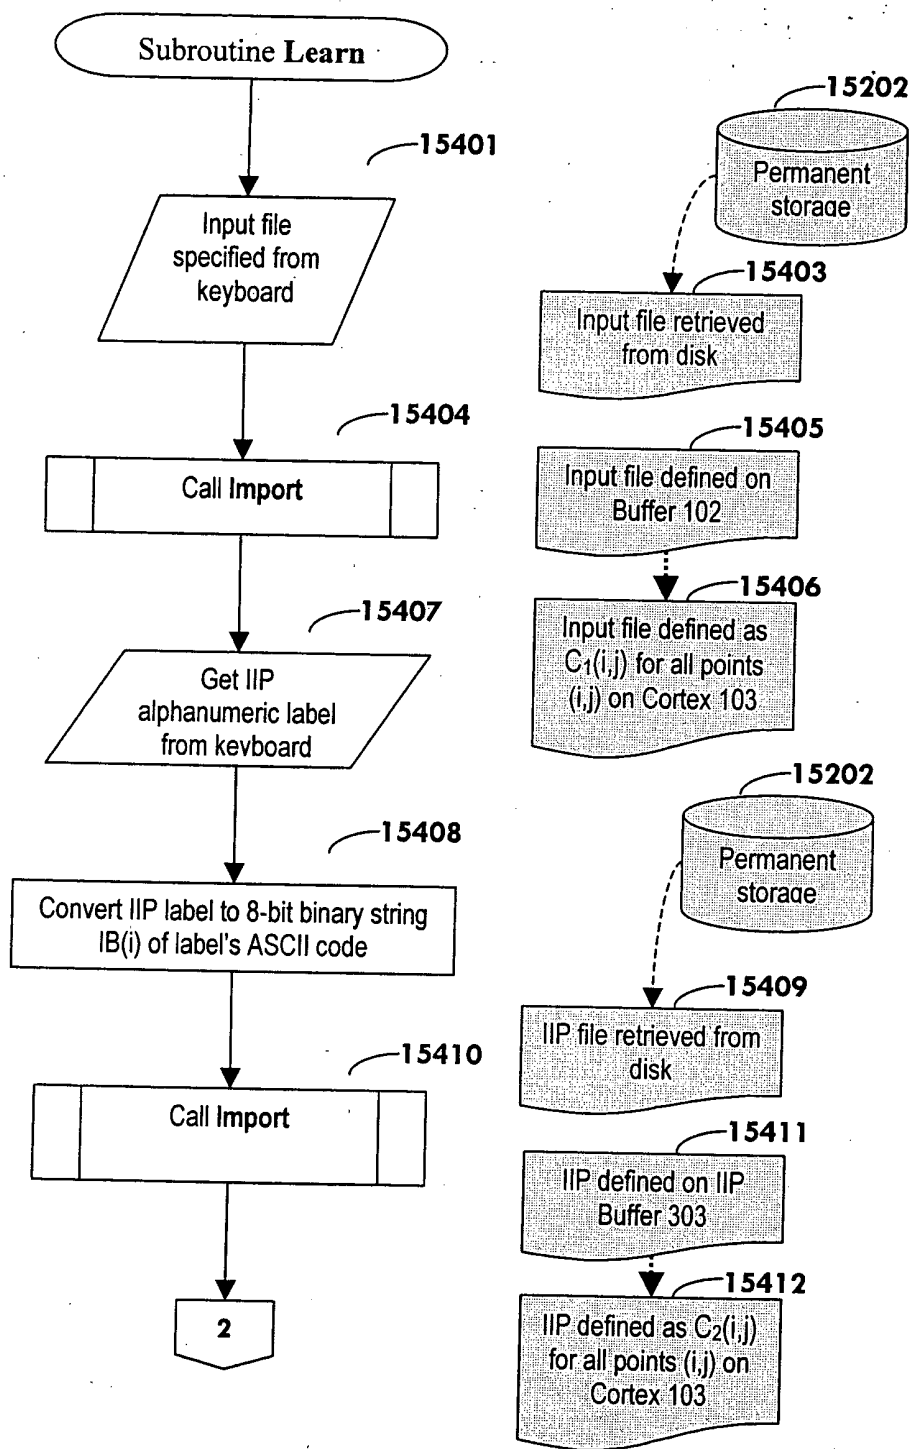 Subroutine Learn
15401
Input file
specified from
keyboard
15202
Permanent
storage
15403
Input file retrieved
from disk
15404
Call Import
15405
Input file defined on
Buffer 102
15406
Input file defined as
C₁(i,j) for all points
(i,j) on Cortex 103
15407
Get IIP
alphanumeric label
from keyboard
15408
Convert IIP label to 8-bit binary string
IB(i) of label's ASCII code
15202
Permanent
storage
15409
IIP file retrieved from
disk
15410
Call Import
15411
IIP defined on IIP
Buffer 303
15412
IIP defined as C₂(i,j)
for all points (i,j) on
Cortex 103
2